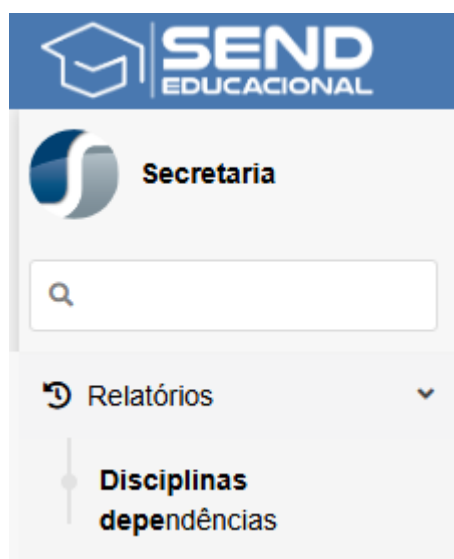 SEND
EDUCACIONAL
Secretaria
Relatórios
Disciplinas
dependências